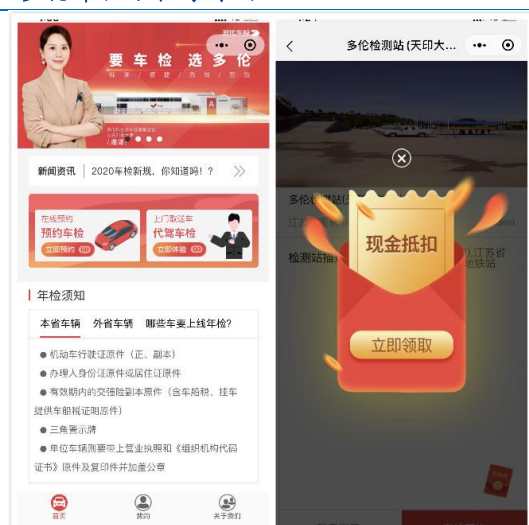 要车检 选多伦
新闻资讯 2020年检新规，你知道吗！？
在线预约
预约车检
立即预约 GO
上门取送车
代驾车检
立即体验 GO
年检须知
本省车辆 外省车辆 哪些车要上线年检?
● 机动车行驶证原件（正、副本）
● 办理人身份证原件或居住证原件
● 有效期内的交强险副本原件（含车船税、挂车
提供车船税证明原件）
● 三角警示牌
● 单位车辆则要带上营业执照和《组织机构代码
证书》原件及复印件并加盖公章
首页 我的 关于我们
多伦检测站 (天印大...
现金抵扣
立即领取